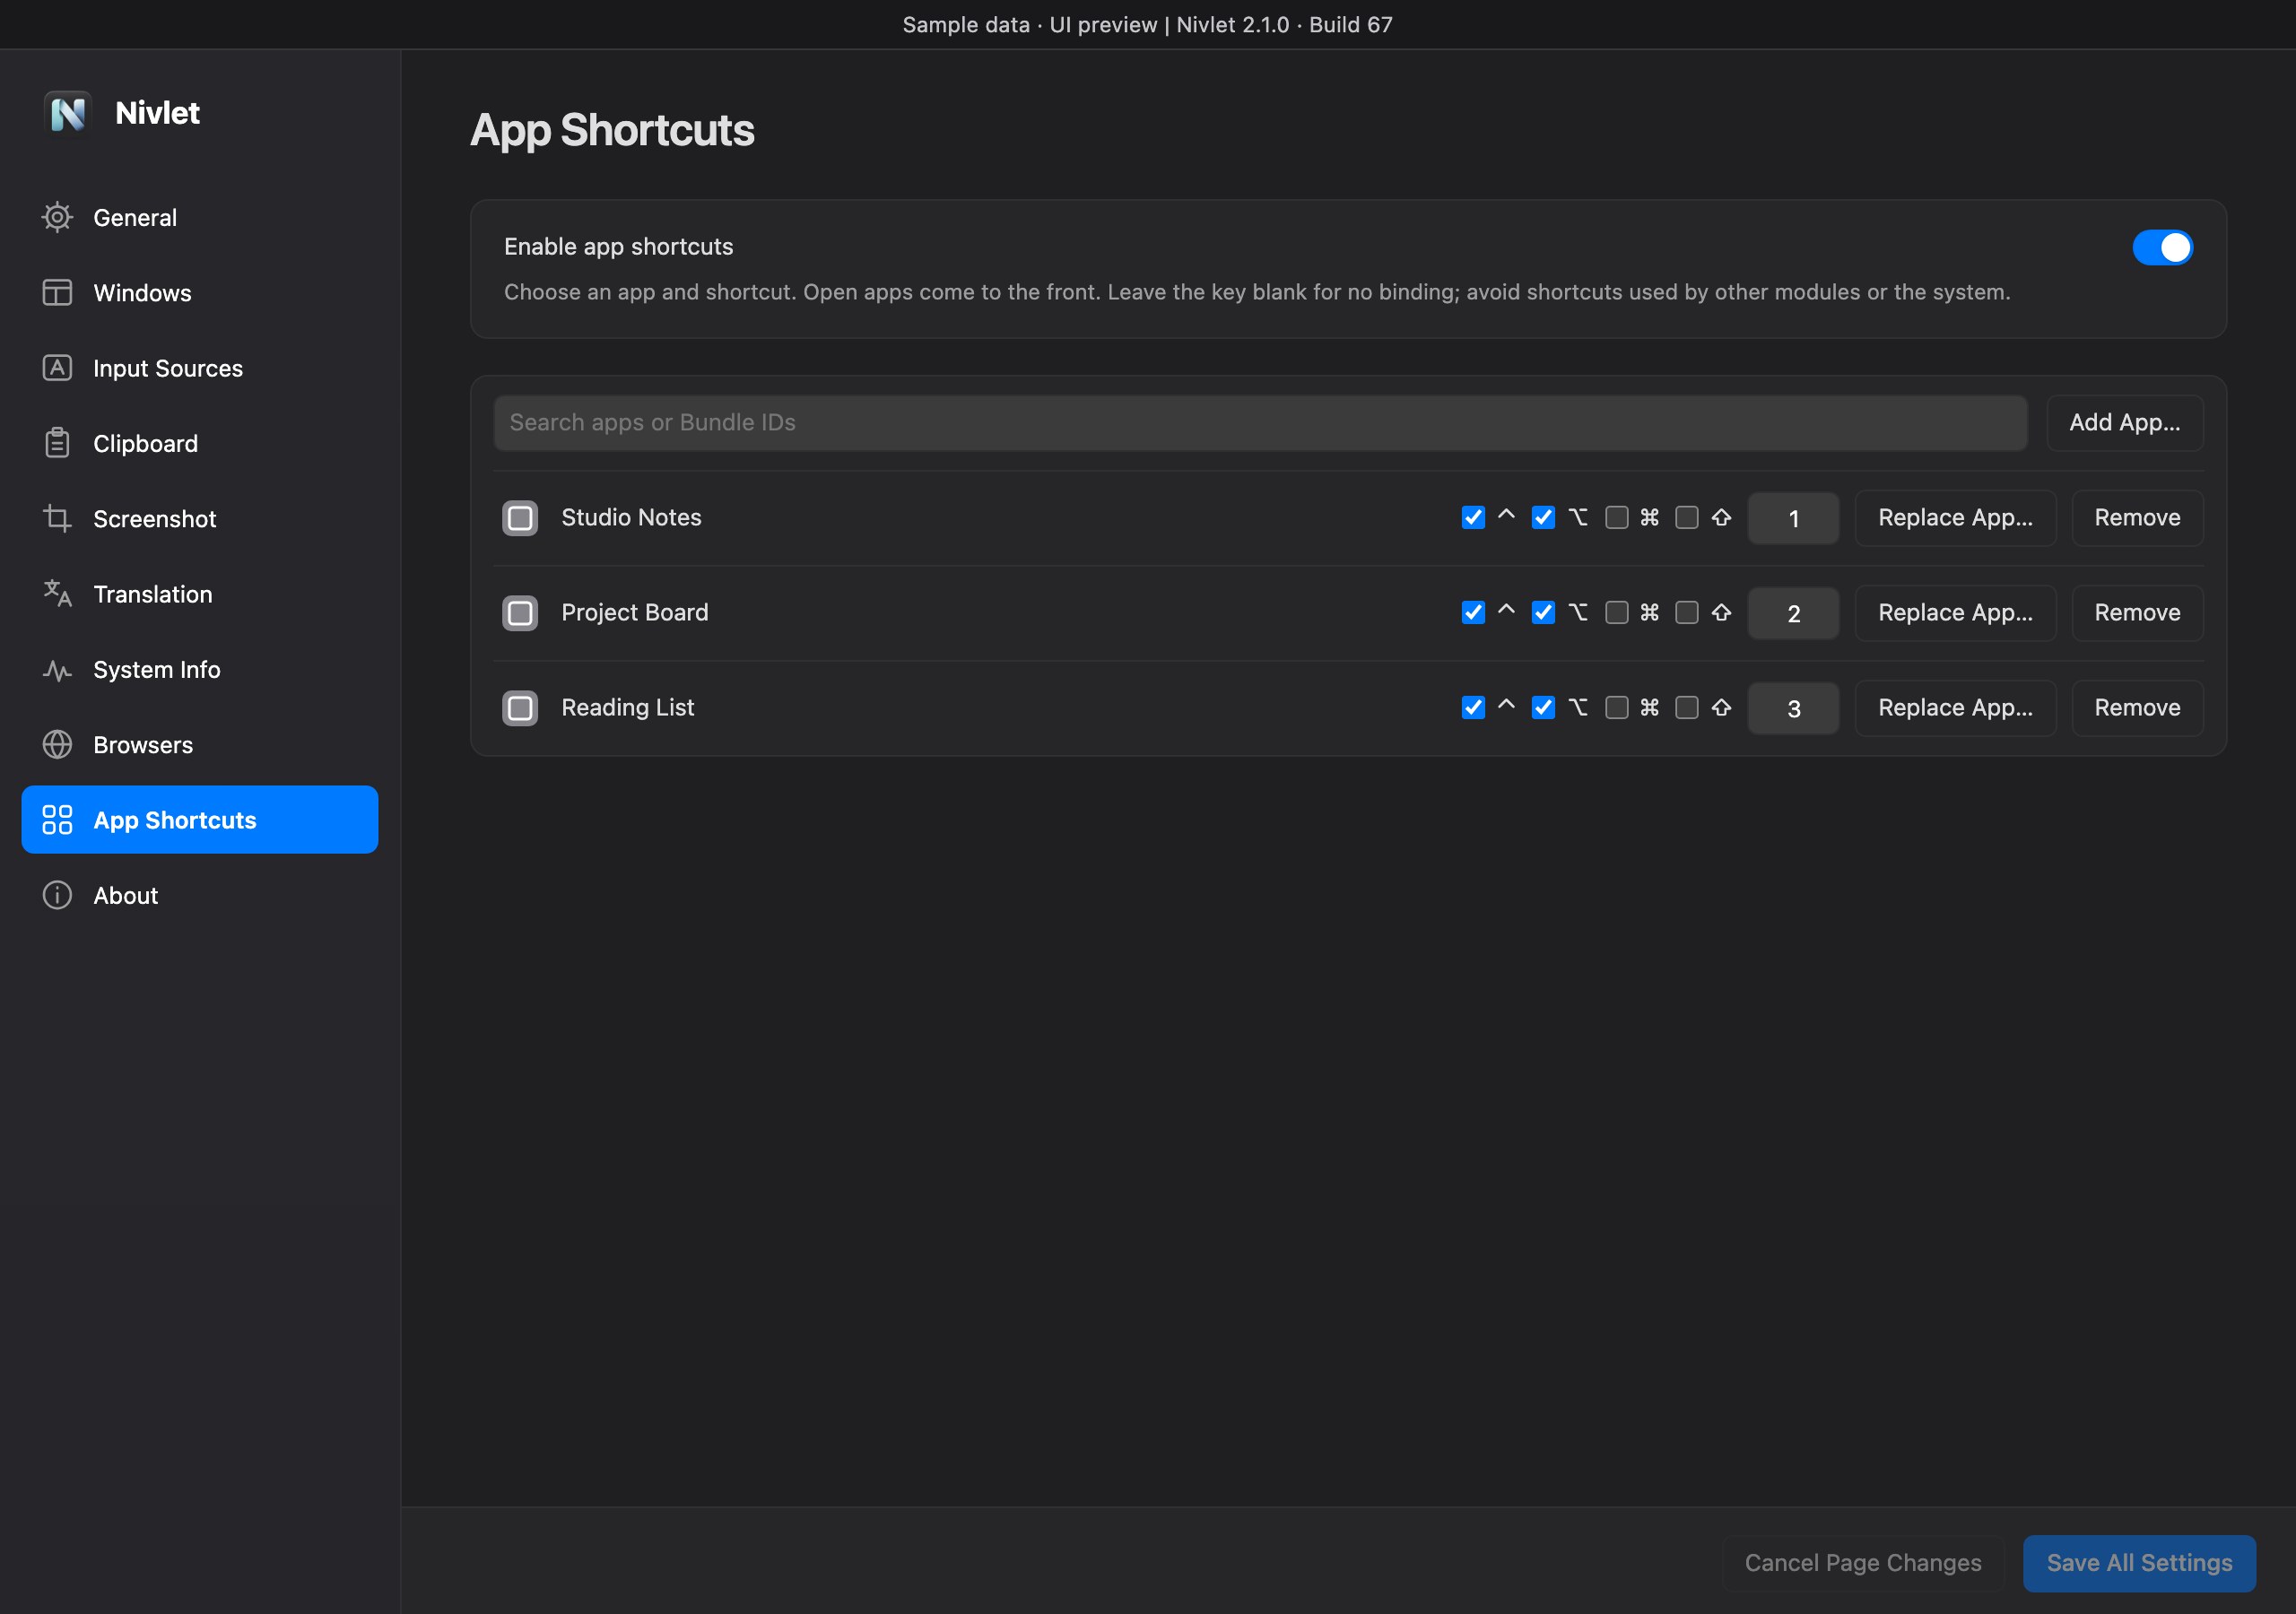 Sample data · UI preview | Nivlet 2.1.0 · Build 67
Nivlet
General
Windows
Input Sources
Clipboard
Screenshot
Translation
System Info
Browsers
App Shortcuts
About
App Shortcuts
Enable app shortcuts
Choose an app and shortcut. Open apps come to the front. Leave the key blank for no binding; avoid shortcuts used by other modules or the system.
Search apps or Bundle IDs Add App...
Studio Notes ^ ⌥ ⌘ ⇧ 1 Replace App... Remove
Project Board ^ ⌥ ⌘ ⇧ 2 Replace App... Remove
Reading List ^ ⌥ ⌘ ⇧ 3 Replace App... Remove
Cancel Page Changes Save All Settings